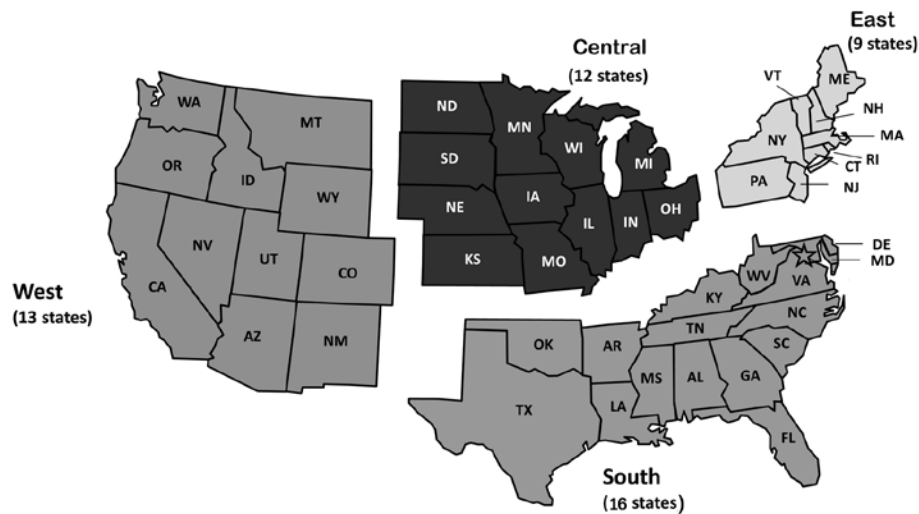 West
(13 states)
WA
MT
OR
ID
WY
NV
UT
CO
CA
AZ
NM
Central
(12 states)
ND
MN
SD
WI
MI
IA
NE
IL
IN
OH
KS
MO
East
(9 states)
VT
ME
NH
NY
MA
RI
CT
PA
NJ
DE
MD
WV
VA
KY
NC
TN
OK
AR
SC
MS
AL
GA
TX
LA
FL
South
(16 states)